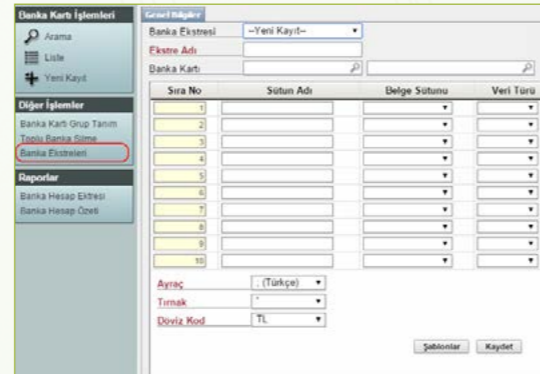 Banka Kartı İşlemleri
Arama
Liste
Yeni Kayıt
Diğer İşlemler
Banka Kartı Grup Tanım
Toplu Banka Silme
Banka Ekstreleri
Raporlar
Banka Hesap Ektresi
Banka Hesap Özeti
Genel Bilgiler
Banka Ekstresi --Yeni Kayıt--
Ekstre Adı
Banka Kartı
Sıra No Sütun Adı Belge Sütunu Veri Türü
1
2
3
4
5
6
7
8
9
10
Ayraç ; (Türkçe)
Tırnak "
Döviz Kod TL
Şablonlar Kaydet